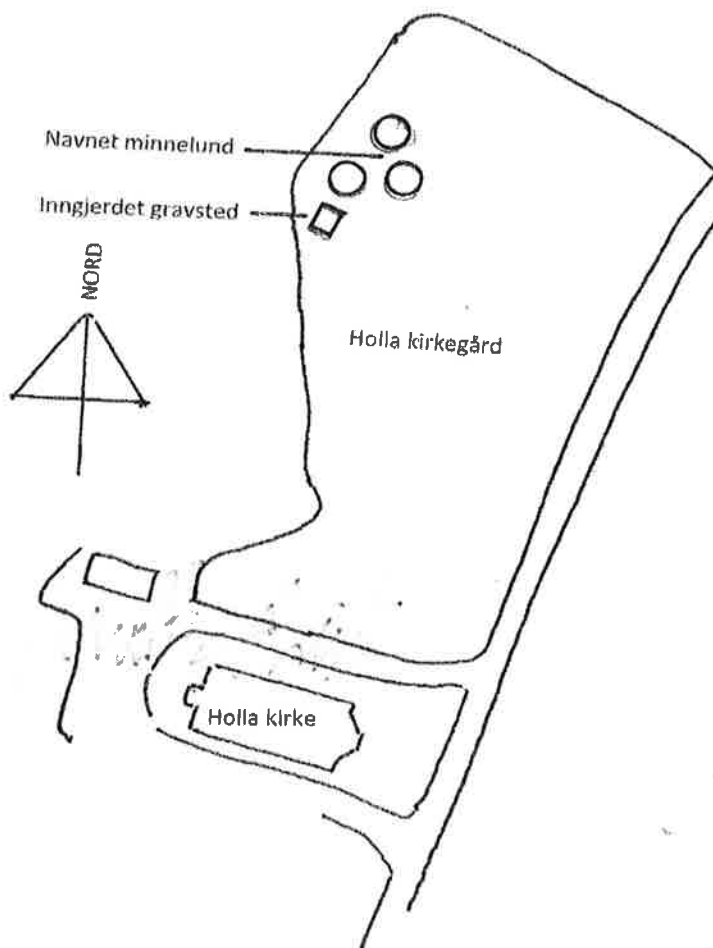 Navnet minnelund
Inngjerdet gravsted
NORD
Holla kirkegård
Holla kirke